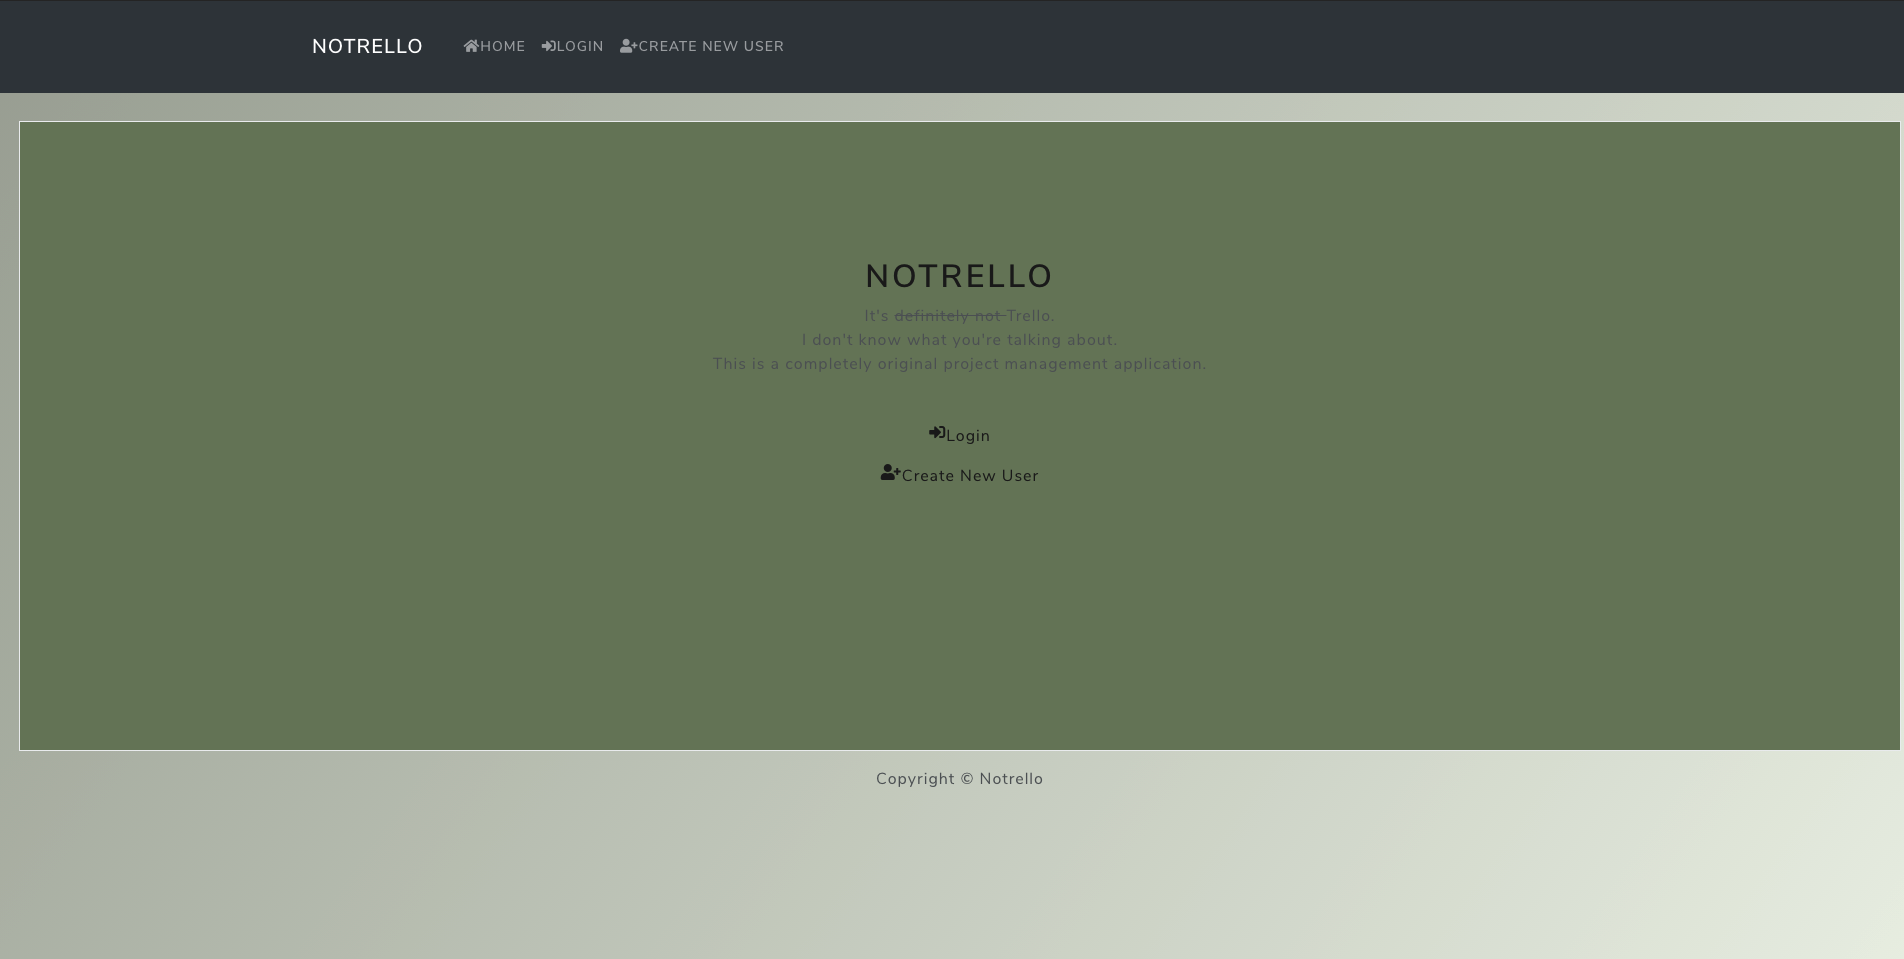 NOTRELLO
HOME LOGIN CREATE NEW USER
NOTRELLO
It's definitely not Trello.
I don't know what you're talking about.
This is a completely original project management application.
Login
Create New User
Copyright © Notrello